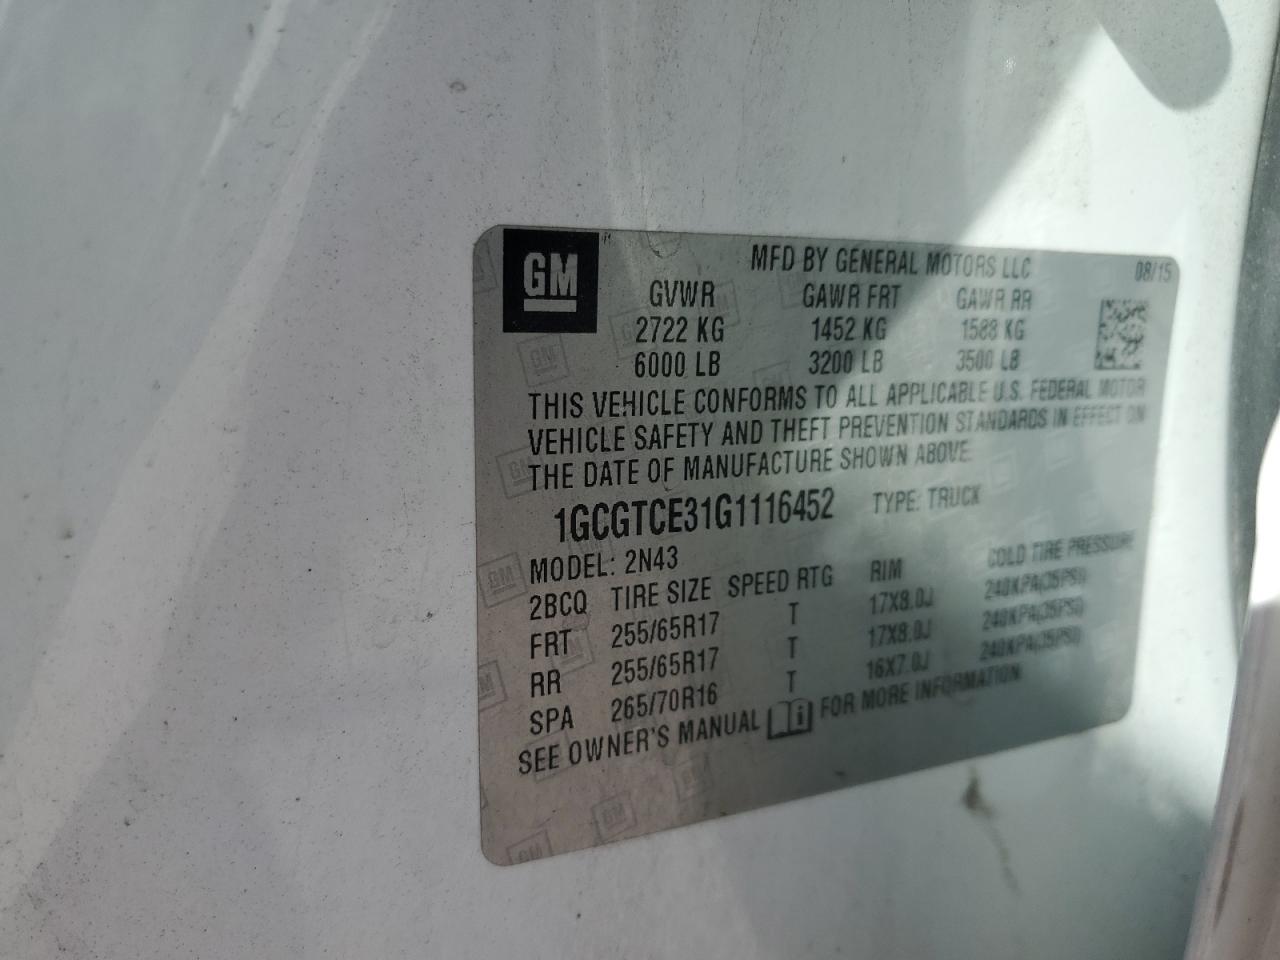 GM
MFD BY GENERAL MOTORS LLC 08/15
GVWR GAWR FRT GAWR RR
2722 KG 1452 KG 1588 KG
6000 LB 3200 LB 3500 LB
THIS VEHICLE CONFORMS TO ALL APPLICABLE U.S. FEDERAL MOTOR
VEHICLE SAFETY AND THEFT PREVENTION STANDARDS IN EFFECT ON
THE DATE OF MANUFACTURE SHOWN ABOVE.
1GCGTCE31G1116452 TYPE: TRUCK
MODEL: 2N43
2BCQ TIRE SIZE SPEED RTG RIM COLD TIRE PRESSURE
FRT 255/65R17 T 17X8.0J 240KPA(35PSI)
RR 255/65R17 T 17X8.0J 240KPA(35PSI)
SPA 265/70R16 T 16X7.0J 240KPA(35PSI)
SEE OWNER'S MANUAL FOR MORE INFORMATION